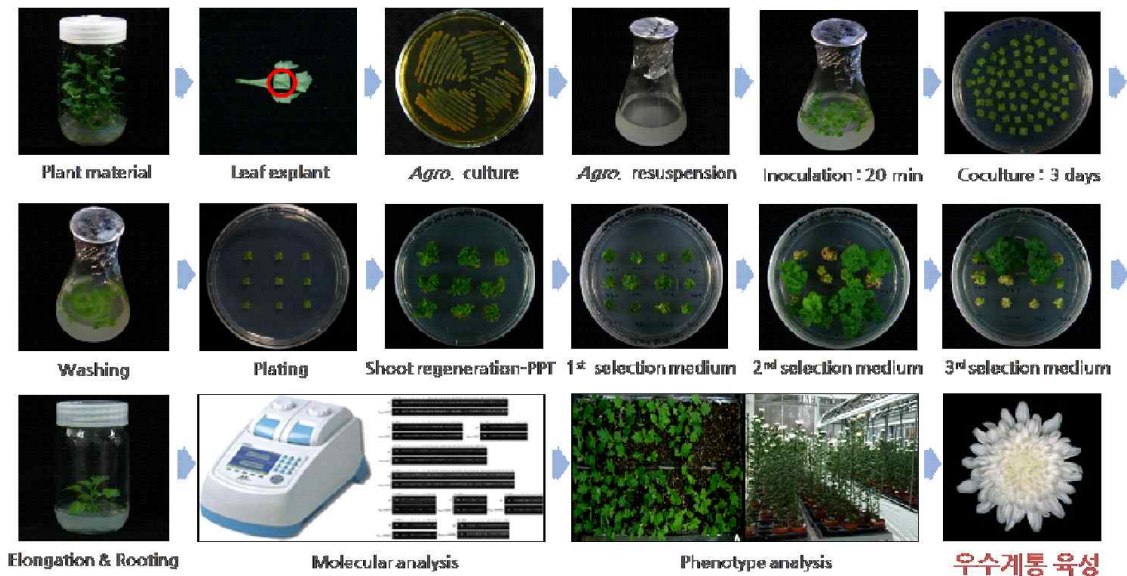 Plant material
Leaf explant
Agro. culture
Agro. resuspension
Inoculation : 20 min
Coculture : 3 days
Washing
Plating
Shoot regeneration-PPT
1st selection medium
2nd selection medium
3rd selection medium
Elongation & Rooting
Molecular analysis
Phenotype analysis
우수계통 육성